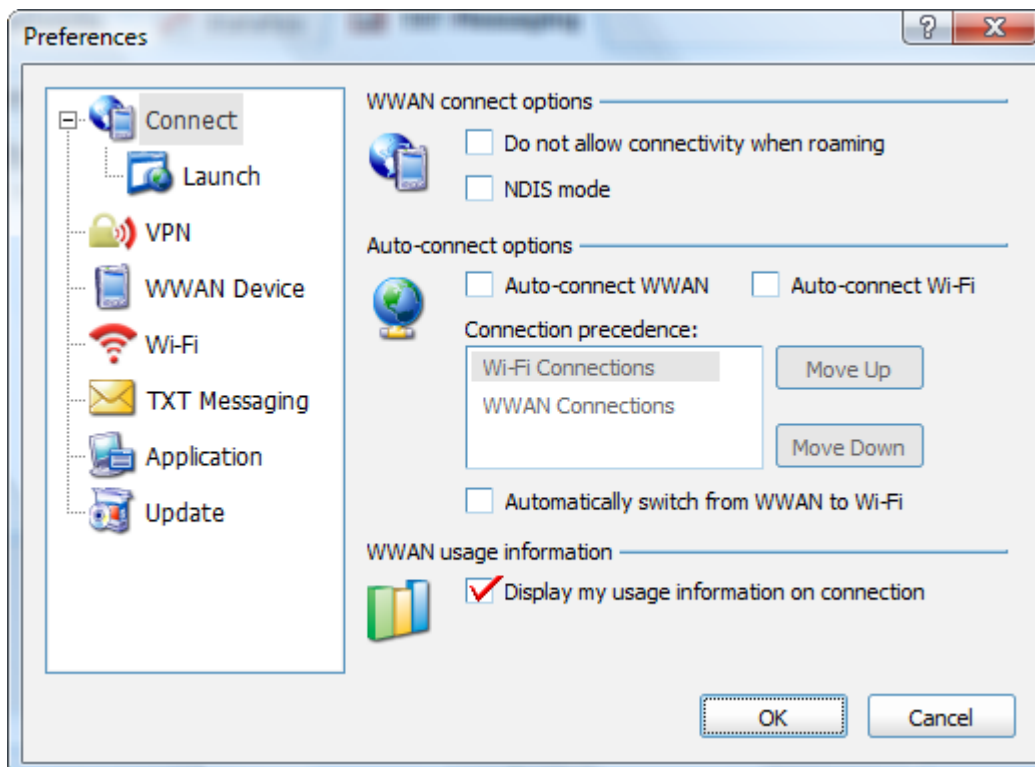 TXT Messaging
Preferences
Connect
Launch
VPN
WWAN Device
Wi-Fi
TXT Messaging
Application
Update
WWAN connect options
Do not allow connectivity when roaming
NDIS mode
Auto-connect options
Auto-connect WWAN
Auto-connect Wi-Fi
Connection precedence:
Wi-Fi Connections
WWAN Connections
Move Up
Move Down
Automatically switch from WWAN to Wi-Fi
WWAN usage information
Display my usage information on connection
OK
Cancel